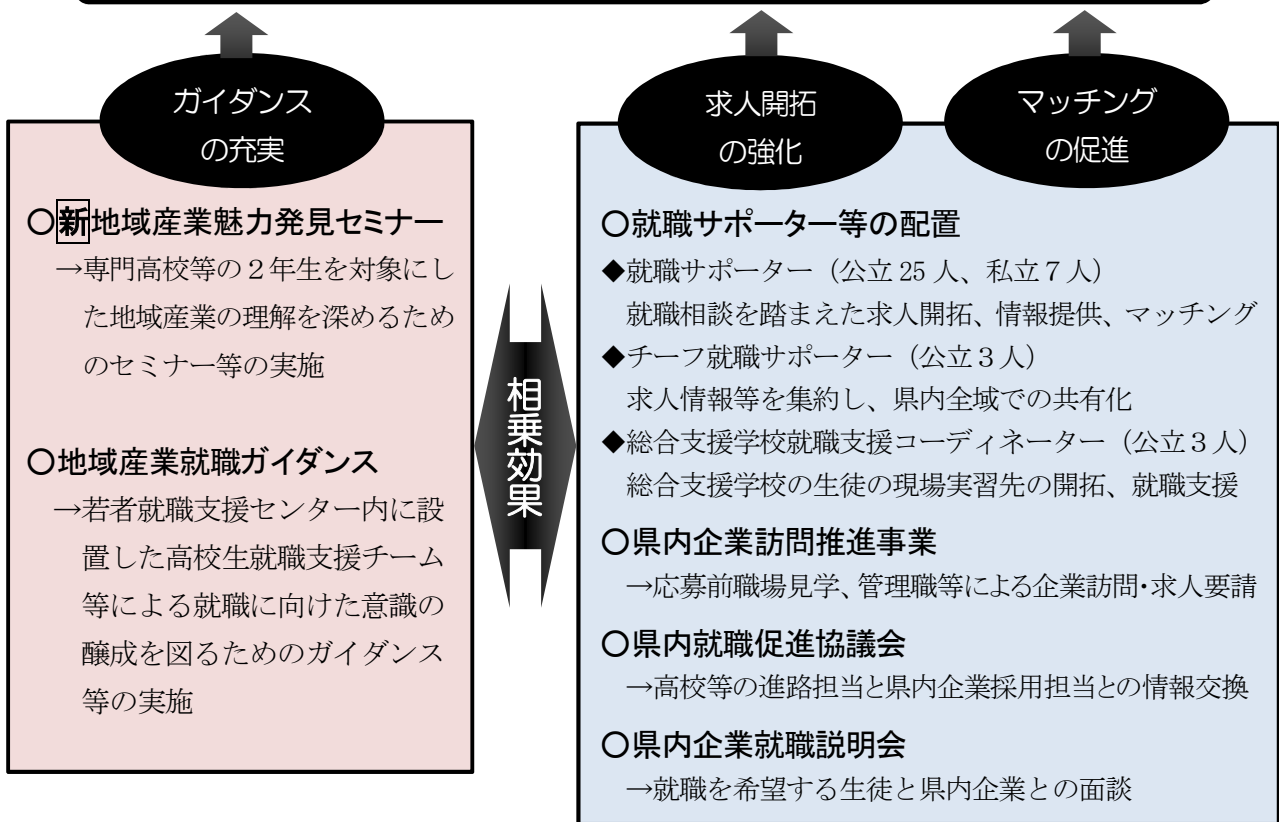 ガイダンス
の充実
〇新地域産業魅力発見セミナー
→専門高校等の２年生を対象にし
た地域産業の理解を深めるため
のセミナー等の実施
〇地域産業就職ガイダンス
→若者就職支援センター内に設
置した高校生就職支援チーム
等による就職に向けた意識の
醸成を図るためのガイダンス
等の実施
相乗効果
求人開拓
の強化
マッチング
の促進
〇就職サポーター等の配置
◆就職サポーター（公立 25 人、私立７人）
就職相談を踏まえた求人開拓、情報提供、マッチング
◆チーフ就職サポーター（公立３人）
求人情報等を集約し、県内全域での共有化
◆総合支援学校就職支援コーディネーター（公立３人）
総合支援学校の生徒の現場実習先の開拓、就職支援
〇県内企業訪問推進事業
→応募前職場見学、管理職等による企業訪問・求人要請
〇県内就職促進協議会
→高校等の進路担当と県内企業採用担当との情報交換
〇県内企業就職説明会
→就職を希望する生徒と県内企業との面談